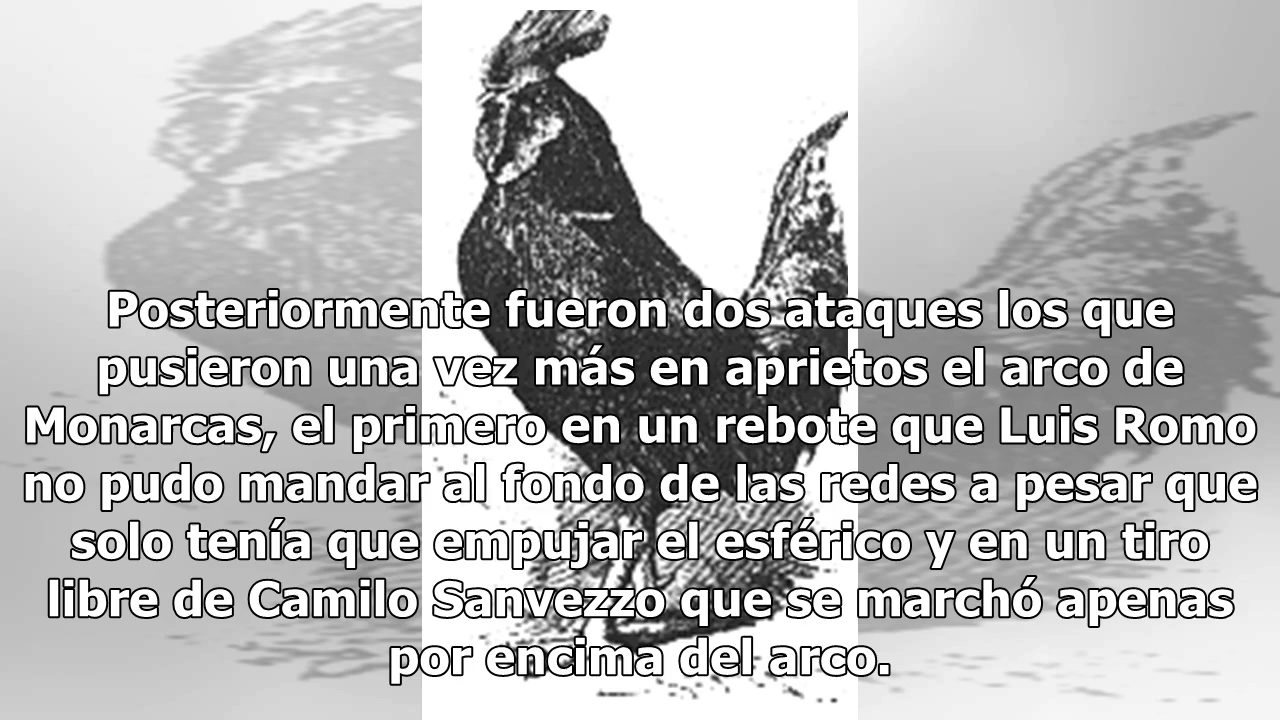 Posteriormente fueron dos ataques los que
pusieron una vez más en aprietos el arco de
Monarcas, el primero en un rebote que Luis Romo
no pudo mandar al fondo de las redes a pesar que
solo tenía que empujar el esférico y en un tiro
libre de Camilo Sanvezzo que se marchó apenas
por encima del arco.